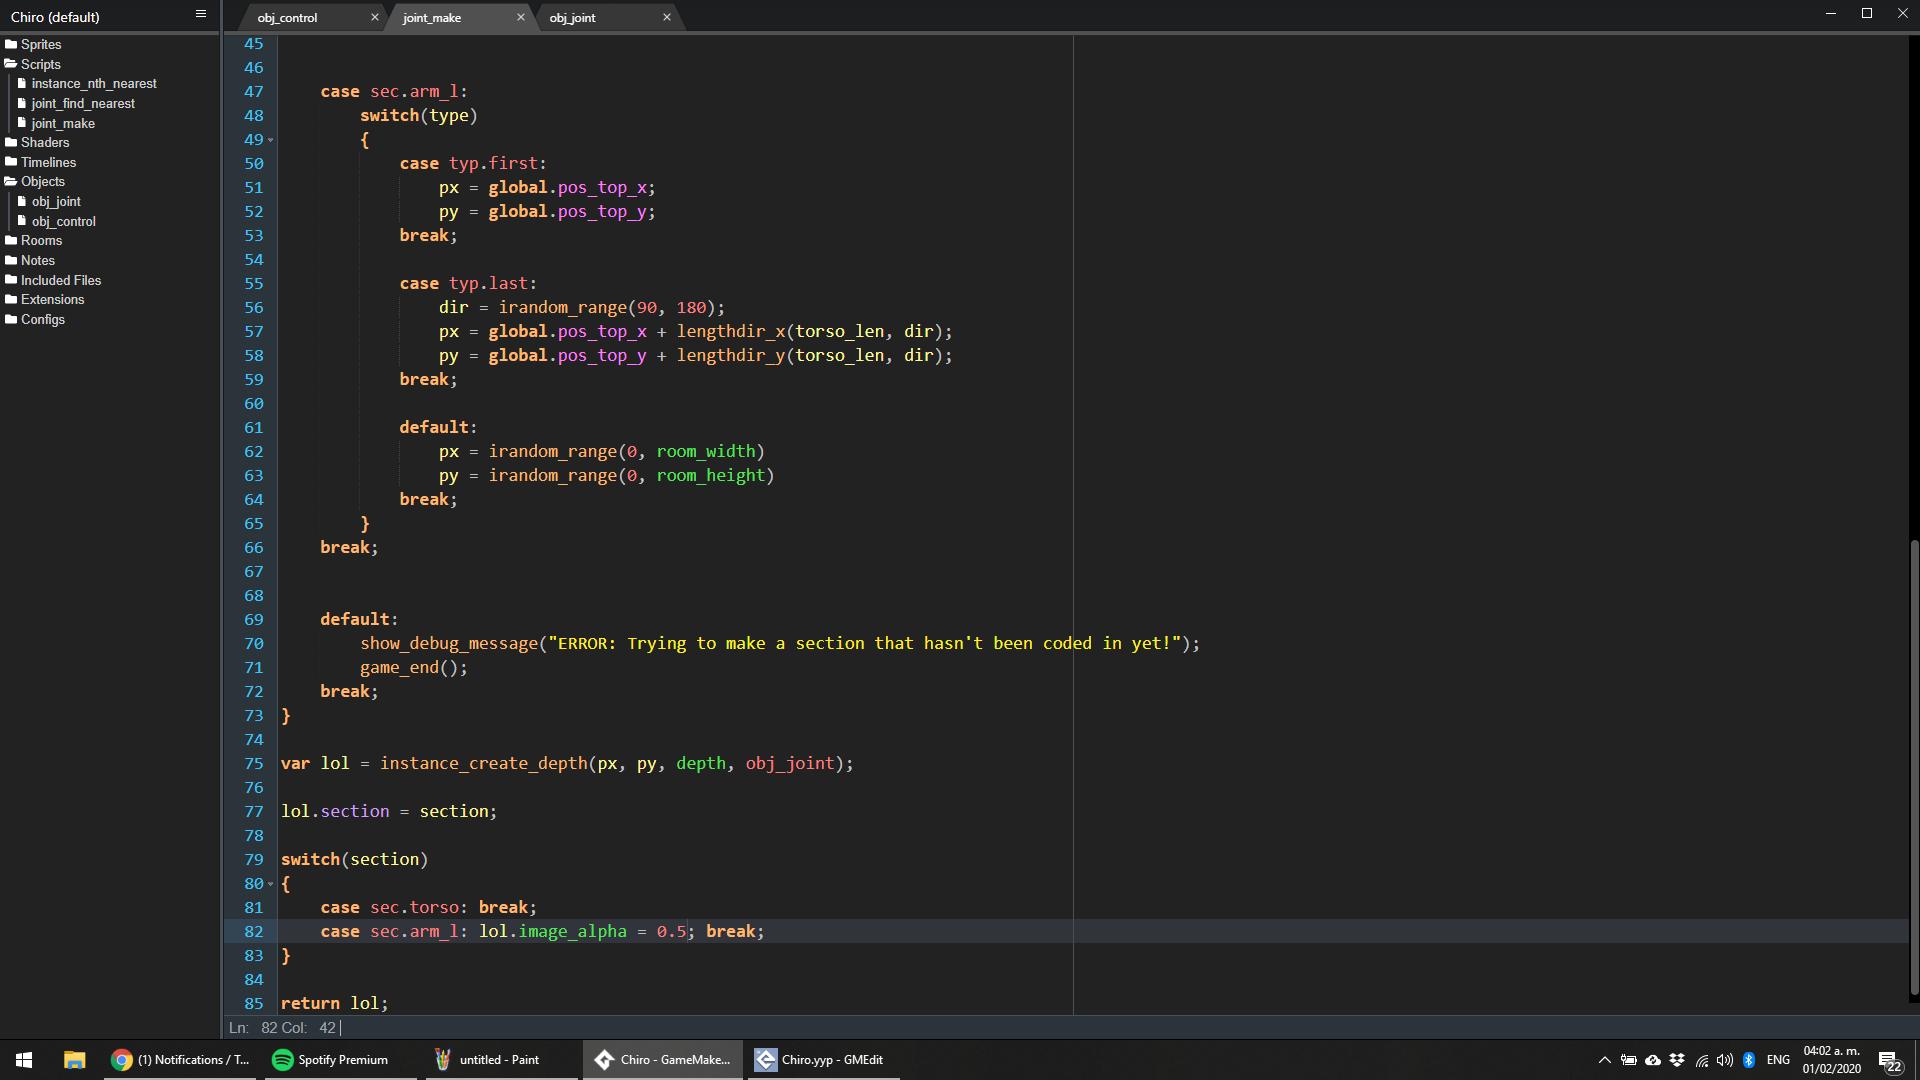 Chiro (default)
obj_control
joint_make
obj_joint
Sprites
Scripts
instance_nth_nearest
joint_find_nearest
joint_make
Shaders
Timelines
Objects
obj_joint
obj_control
Rooms
Notes
Included Files
Extensions
Configs
45
46
47 case sec.arm_l:
48 switch(type)
49 {
50 case typ.first:
51 px = global.pos_top_x;
52 py = global.pos_top_y;
53 break;
54
55 case typ.last:
56 dir = irandom_range(90, 180);
57 px = global.pos_top_x + lengthdir_x(torso_len, dir);
58 py = global.pos_top_y + lengthdir_y(torso_len, dir);
59 break;
60
61 default:
62 px = irandom_range(0, room_width)
63 py = irandom_range(0, room_height)
64 break;
65 }
66 break;
67
68
69 default:
70 show_debug_message("ERROR: Trying to make a section that hasn't been coded in yet!");
71 game_end();
72 break;
73 }
74
75 var lol = instance_create_depth(px, py, depth, obj_joint);
76
77 lol.section = section;
78
79 switch(section)
80 {
81 case sec.torso: break;
82 case sec.arm_l: lol.image_alpha = 0.5; break;
83 }
84
85 return lol;
Ln: 82 Col: 42
(1) Notifications / T...
Spotify Premium
untitled - Paint
Chiro - GameMake...
Chiro.yyp - GMEdit
ENG
04:02 a. m.
01/02/2020
22